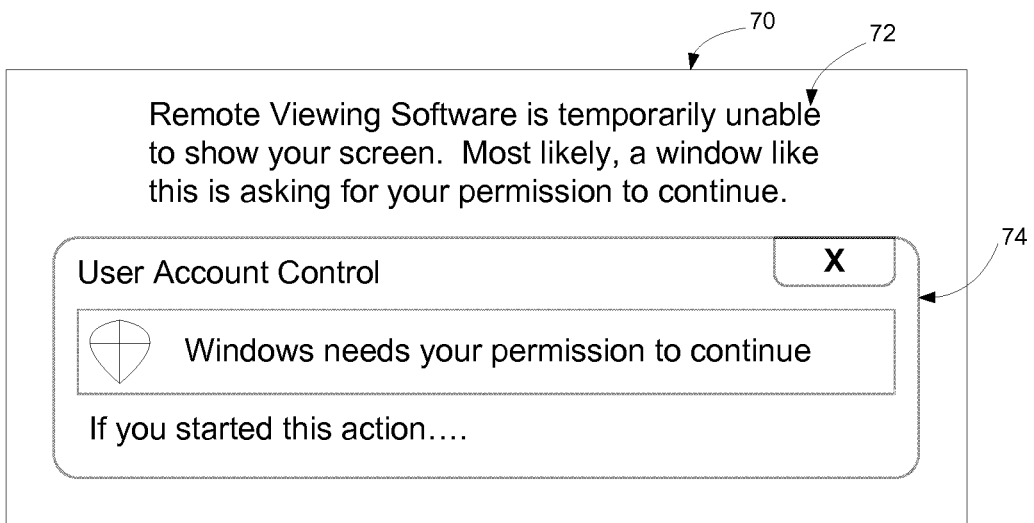 70
72
Remote Viewing Software is temporarily unable
to show your screen.  Most likely, a window like
this is asking for your permission to continue.
74
User Account Control
X
Windows needs your permission to continue
If you started this action….